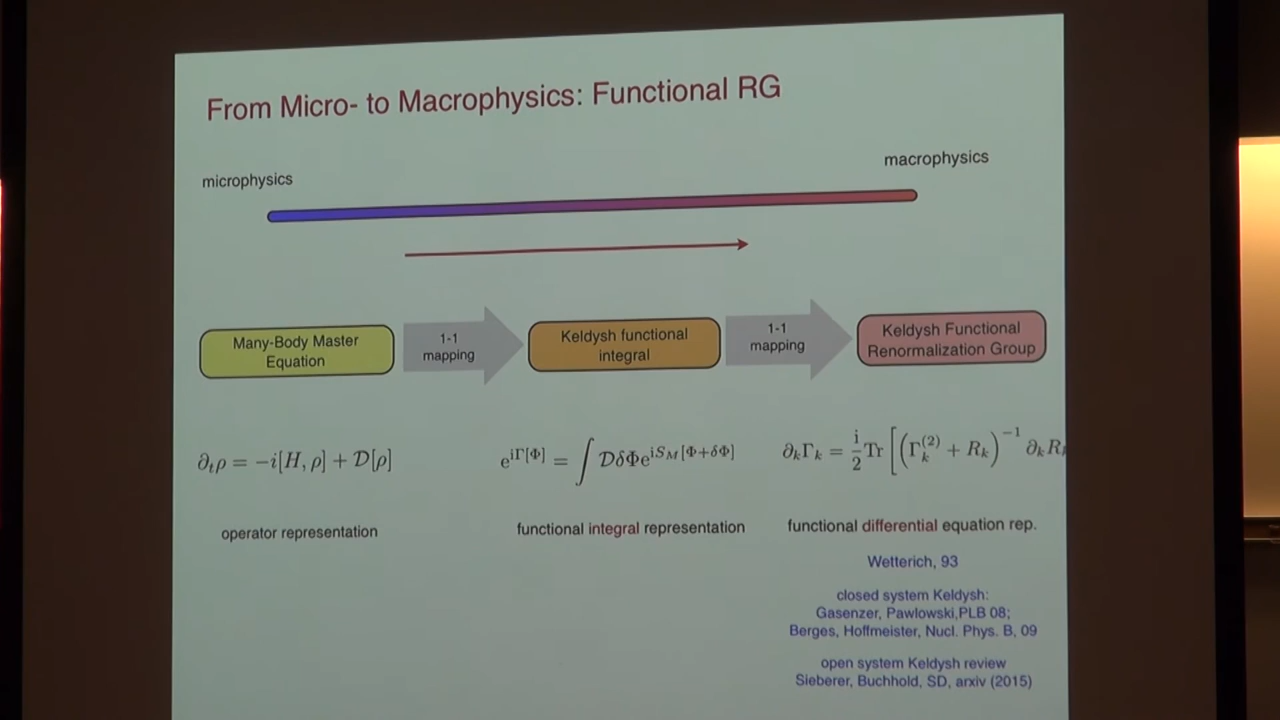 From Micro- to Macrophysics: Functional RG
microphysics
macrophysics
Many-Body Master
Equation
1-1
mapping
Keldysh functional
integral
1-1
mapping
Keldysh Functional
Renormalization Group
∂ₜρ = −i[H, ρ] + 𝒟[ρ]
e^{iΓ[Φ]} = ∫ 𝒟δΦe^{iS_M[Φ+δΦ]}
∂ₖΓₖ = i/2 Tr [(Γₖ^{(2)} + Rₖ)^{−1} ∂ₖRₖ
operator representation
functional integral representation
functional differential equation rep.
Wetterich, 93
closed system Keldysh:
Gasenzer, Pawlowski,PLB 08;
Berges, Hoffmeister, Nucl. Phys. B, 09
open system Keldysh review
Sieberer, Buchhold, SD, arxiv (2015)